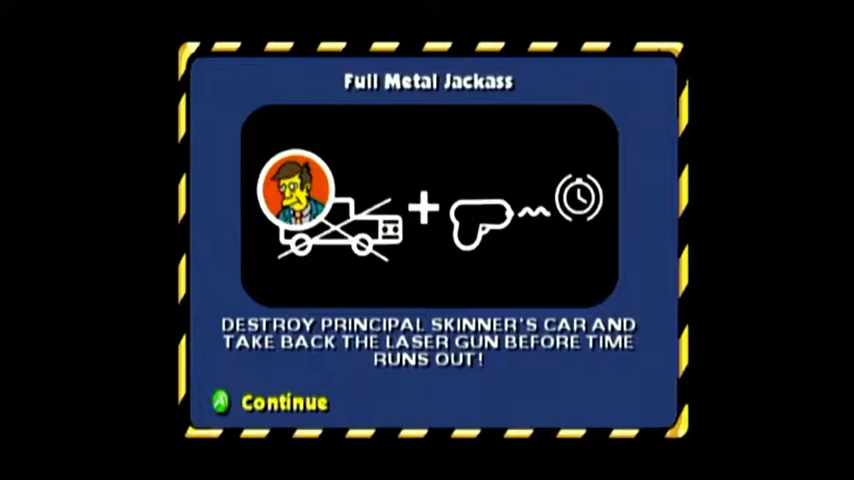 Full Metal Jackass
DESTROY PRINCIPAL SKINNER'S CAR AND
TAKE BACK THE LASER GUN BEFORE TIME
RUNS OUT!
A Continue